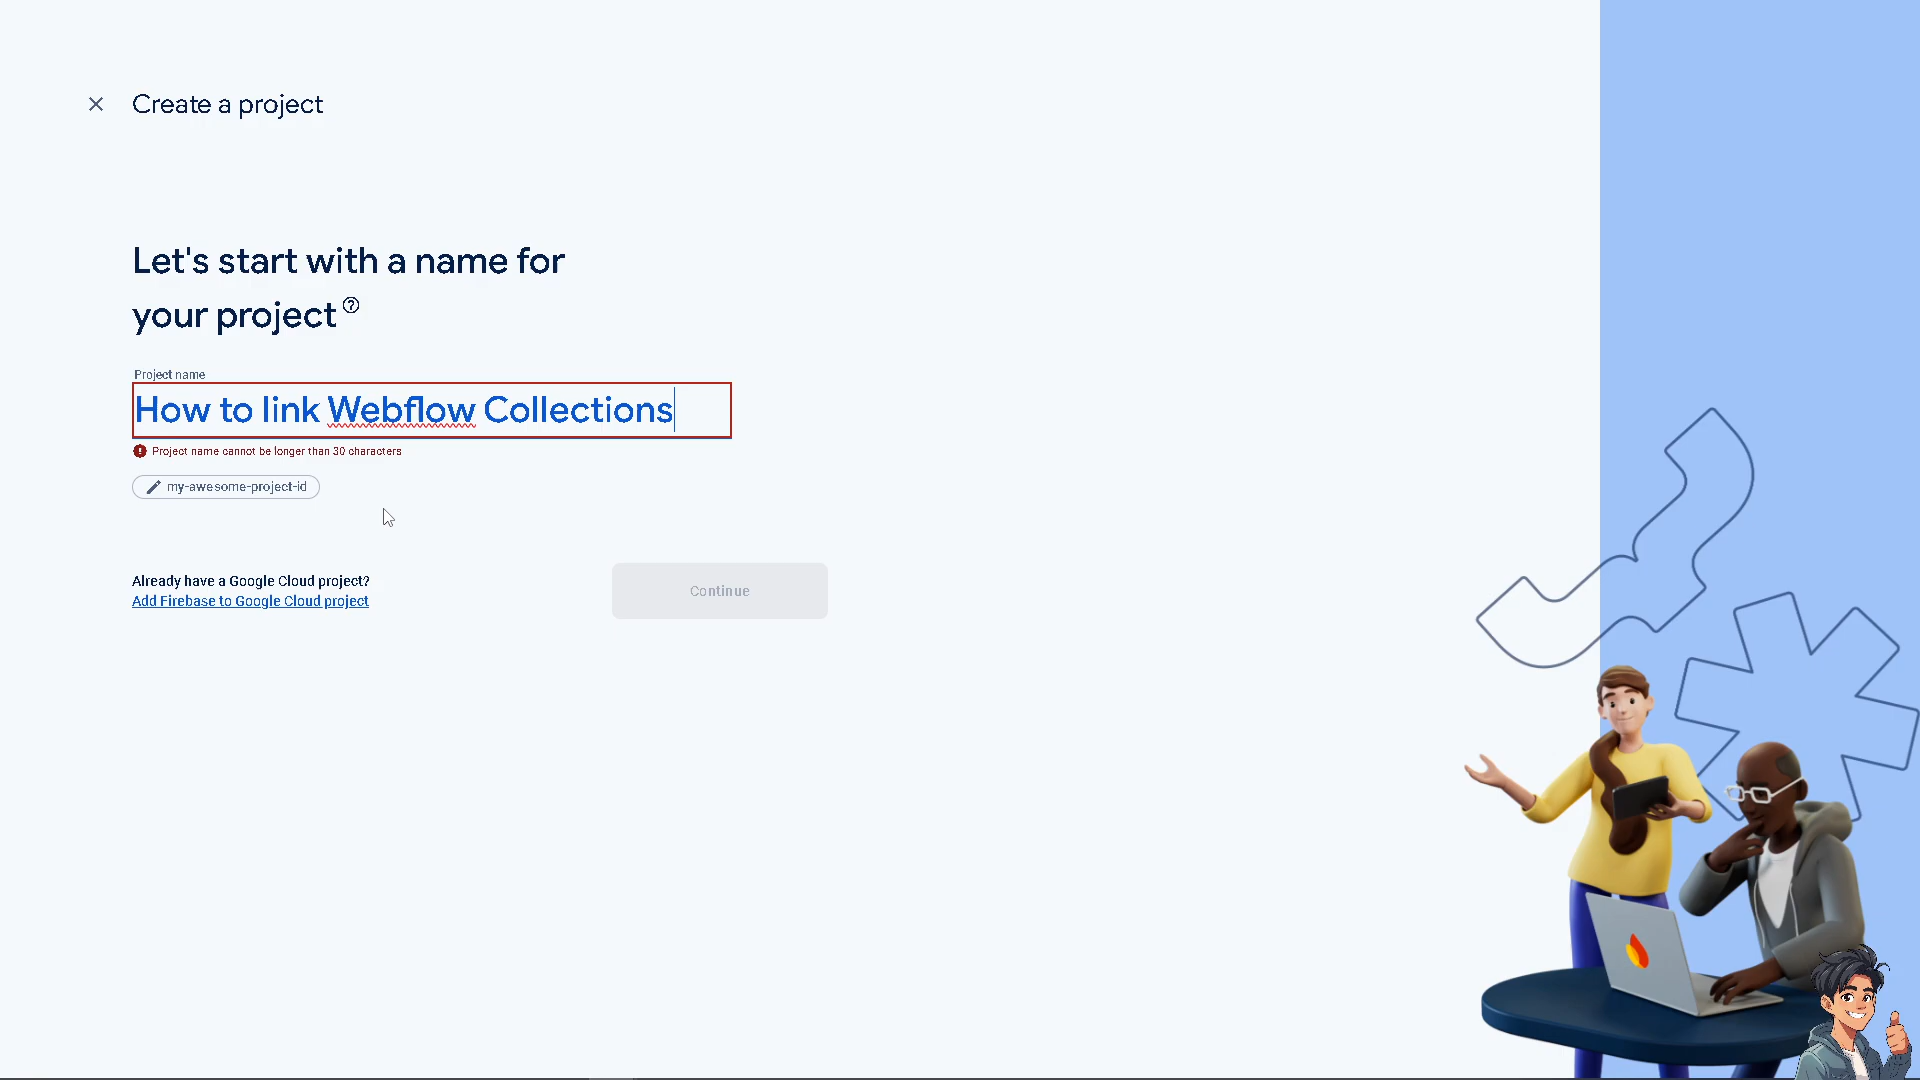 Create a project
Let's start with a name for
your project
Project name
How to link Webflow Collections
Project name cannot be longer than 30 characters
my-awesome-project-id
Already have a Google Cloud project?
Add Firebase to Google Cloud project
Continue